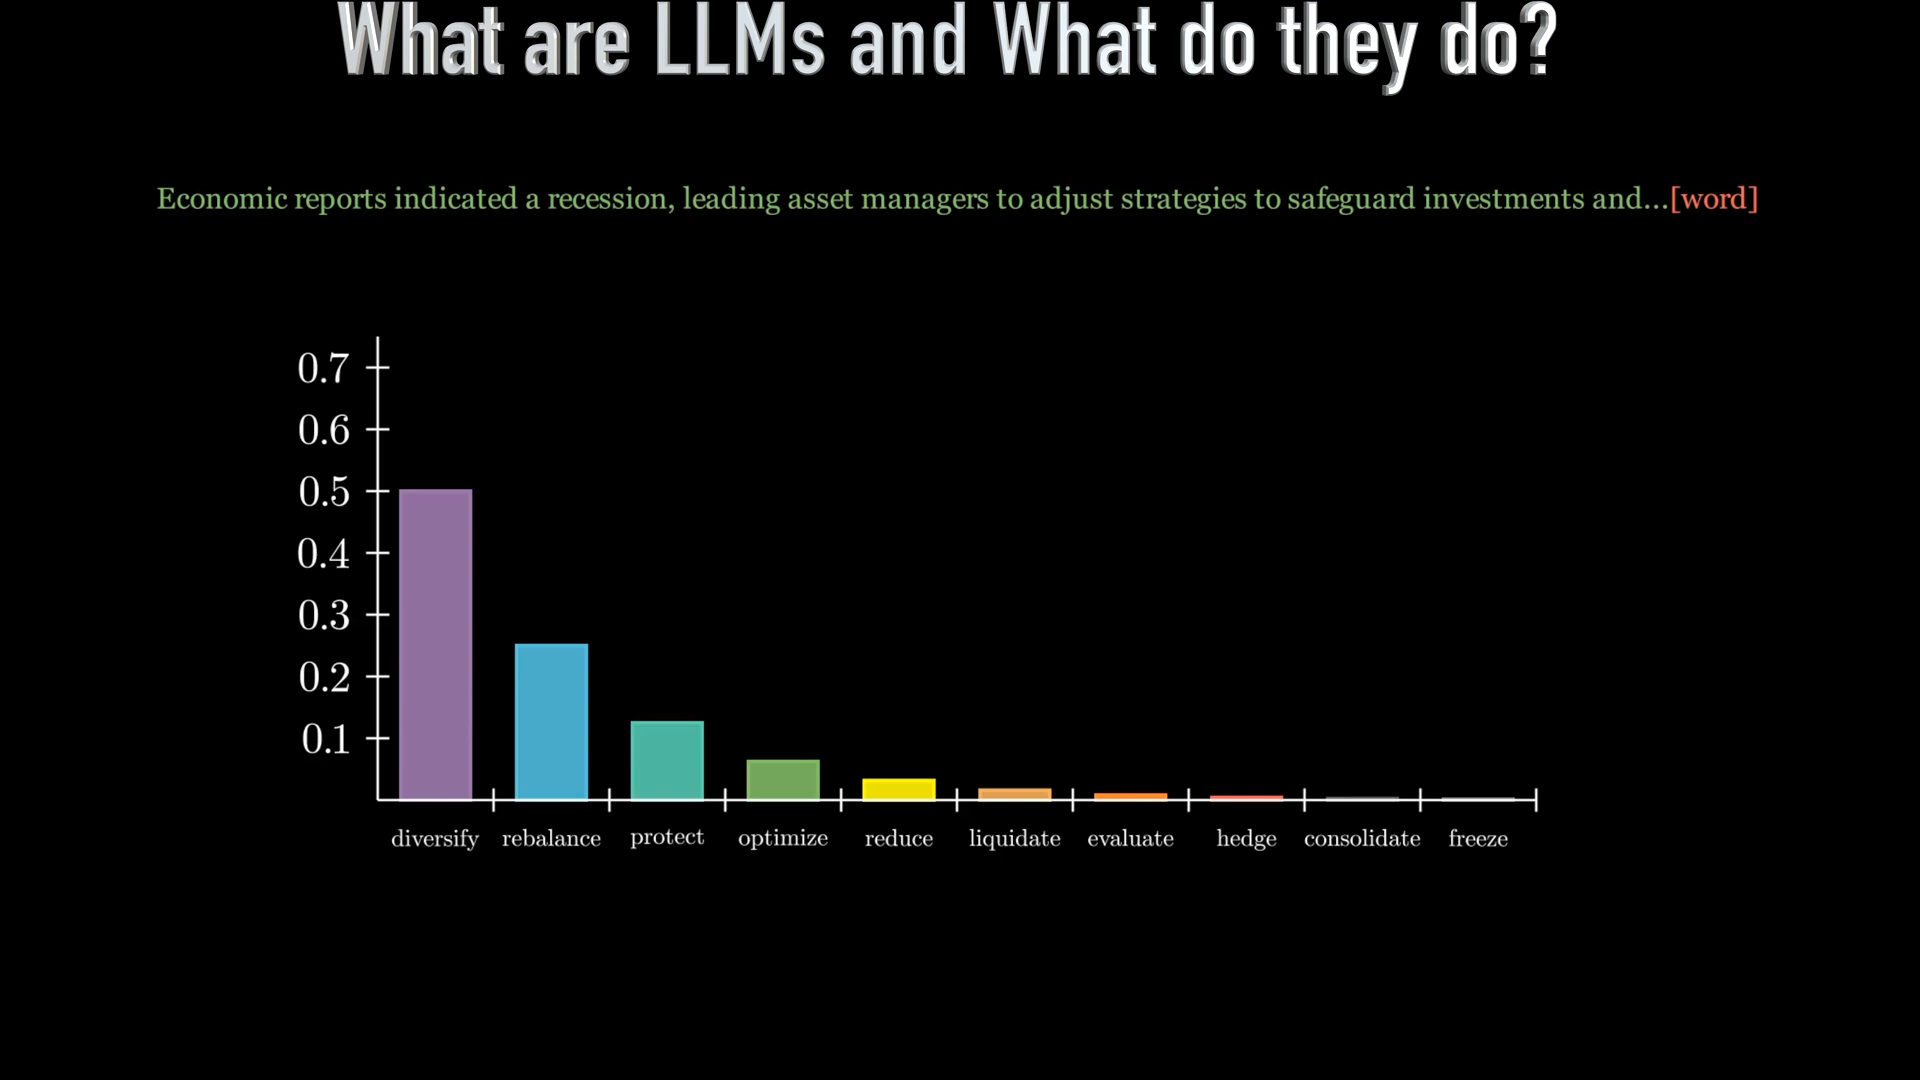 What are LLMs and What do they do?
Economic reports indicated a recession, leading asset managers to adjust strategies to safeguard investments and...[word]
0.7
0.6
0.5
0.4
0.3
0.2
0.1
diversify rebalance protect optimize reduce liquidate evaluate hedge consolidate freeze